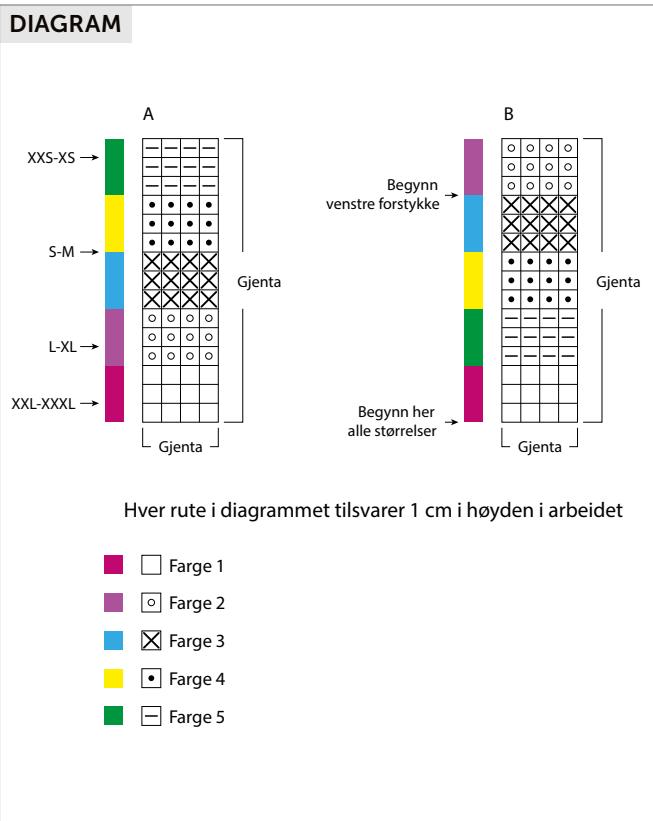 DIAGRAM
A
XXS-XS
S-M
L-XL
XXL-XXXL
Gjenta
Gjenta
B
Begynn
venstre forstykke
Begynn her
alle størrelser
Gjenta
Gjenta
Hver rute i diagrammet tilsvarer 1 cm i høyden i arbeidet
Farge 1
Farge 2
Farge 3
Farge 4
Farge 5